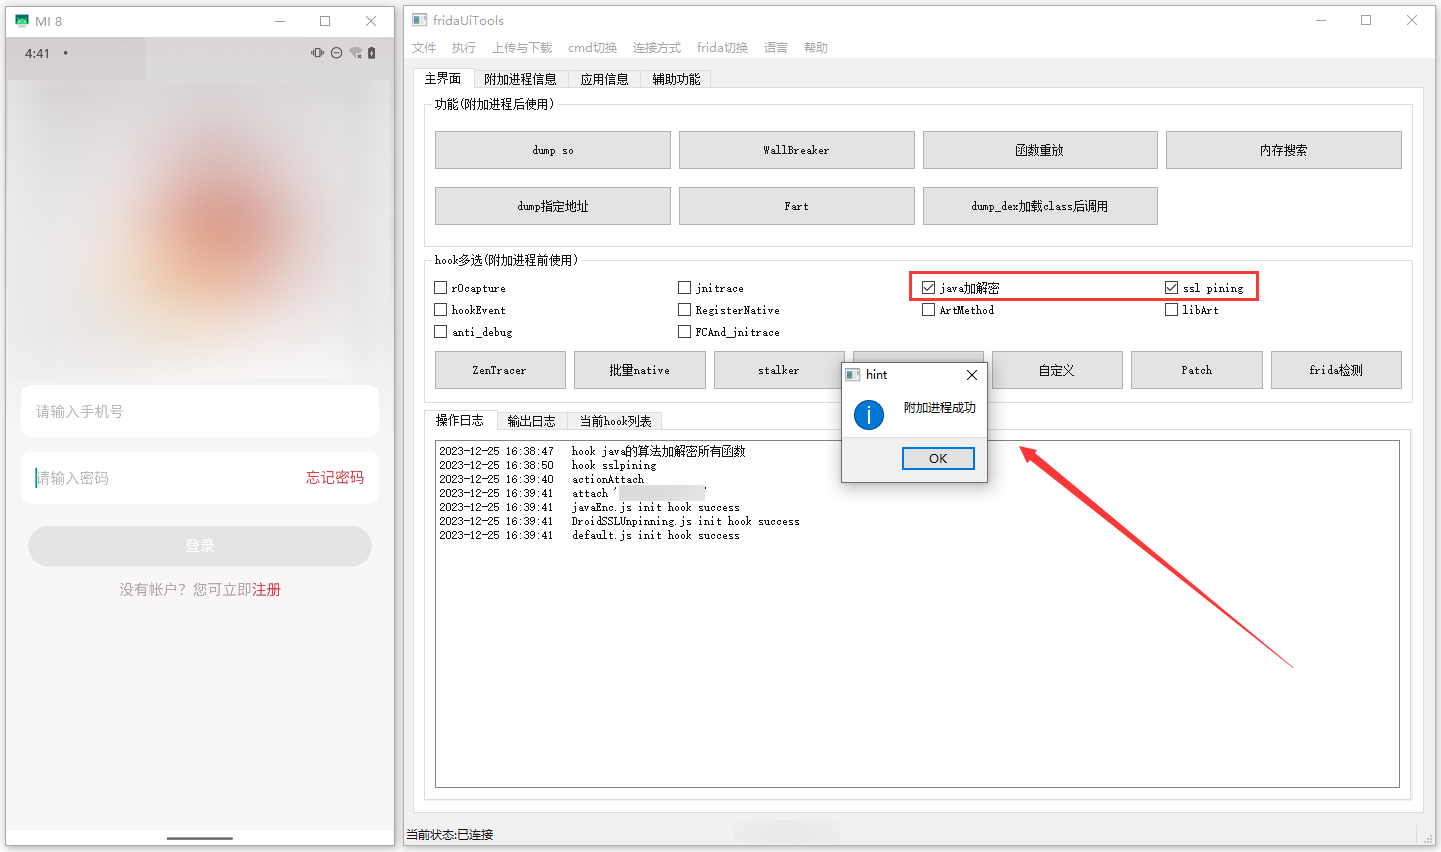 MI 8
4:41
请输入手机号
请输入密码
忘记密码
登录
没有帐户? 您可立即注册
fridaUiTools
文件 执行 上传与下载 cmd切换 连接方式 frida切换 语言 帮助
主界面 附加进程信息 应用信息 辅助功能
功能(附加进程后使用)
dump so WallBreaker 函数重放 内存搜索
dump指定地址 Fart dump_dex加载class后调用
hook多选(附加进程前使用)
r0capture jnitrace java加解密 ssl pining
hookEvent RegisterNative ArtMethod libArt
anti_debug FCAnd_jnitrace
ZenTracer 批量native stalker 自定义 Patch frida检测
hint
附加进程成功
OK
操作日志 输出日志 当前hook列表
2023-12-25 16:38:47 hook java的算法加解密所有函数
2023-12-25 16:38:50 hook sslpining
2023-12-25 16:39:40 actionAttach
2023-12-25 16:39:41 attach '
2023-12-25 16:39:41 javaEnc.js init hook success
2023-12-25 16:39:41 DroidSSLUnpinning.js init hook success
2023-12-25 16:39:41 default.js init hook success
当前状态:已连接